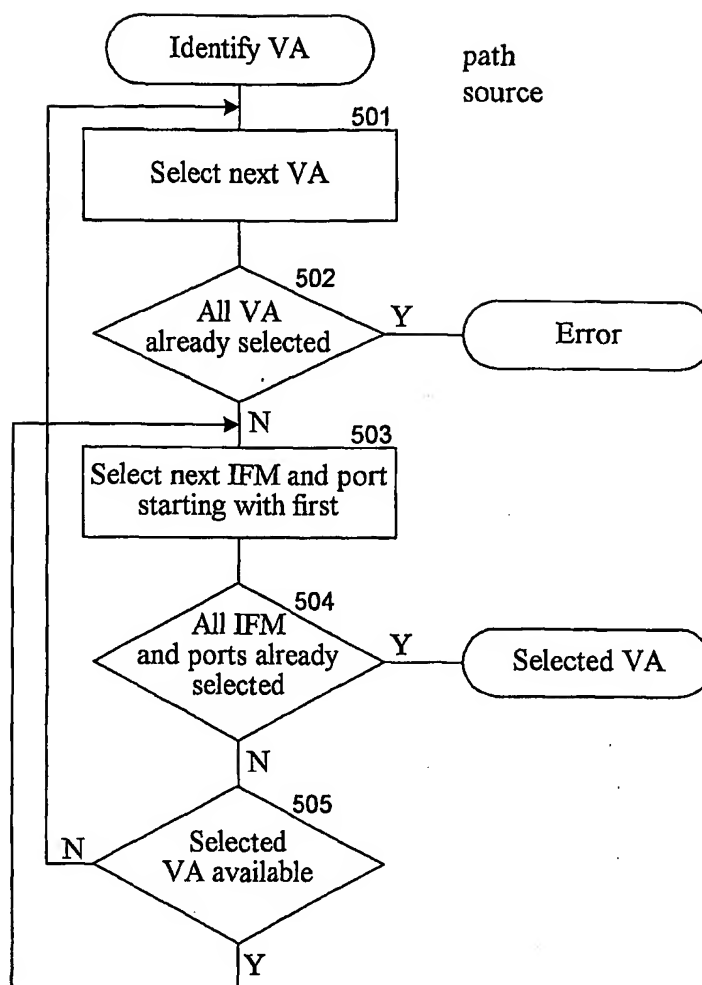 Identify VA
path
source
501
Select next VA
502
All VA
already selected
Y
Error
N
503
Select next IFM and port
starting with first
504
All IFM
and ports already
selected
Y
Selected VA
N
505
N
Selected
VA available
Y